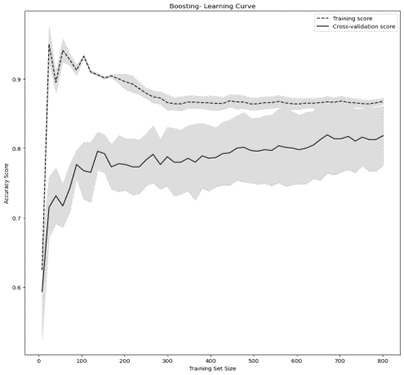 Boosting- Learning Curve
Training score
Cross-validation score
0.9
0.8
0.7
0.6
Accuracy Score
0 100 200 300 400 500 600 700 800
Training Set Size